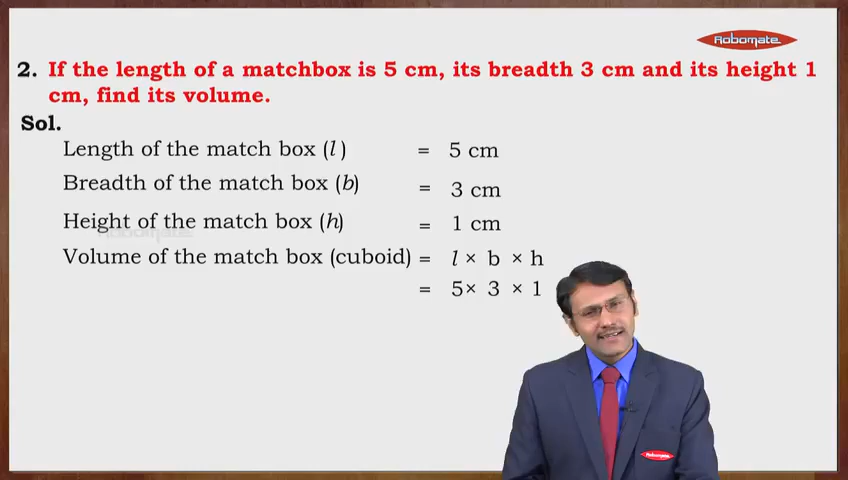 Robomate
2. If the length of a matchbox is 5 cm, its breadth 3 cm and its height 1
cm, find its volume.
Sol.
Length of the match box (l) = 5 cm
Breadth of the match box (b) = 3 cm
Height of the match box (h) = 1 cm
Robomate
Volume of the match box (cuboid) = l × b × h
= 5× 3 × 1
Robomate